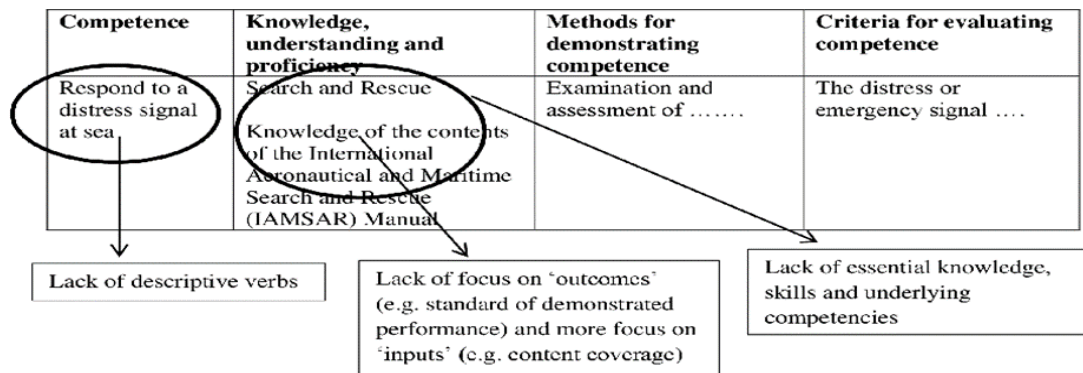 Competence
Knowledge,
understanding and
proficiency
Methods for
demonstrating
competence
Criteria for evaluating
competence
Respond to a
distress signal
at sea
Search and Rescue
Knowledge of the contents
of the International
Aeronautical and Maritime
Search and Rescue
(IAMSAR) Manual
Examination and
assessment of …….
The distress or
emergency signal ….
Lack of descriptive verbs
Lack of focus on ‘outcomes’
(e.g. standard of demonstrated
performance) and more focus on
‘inputs’ (e.g. content coverage)
Lack of essential knowledge,
skills and underlying
competencies